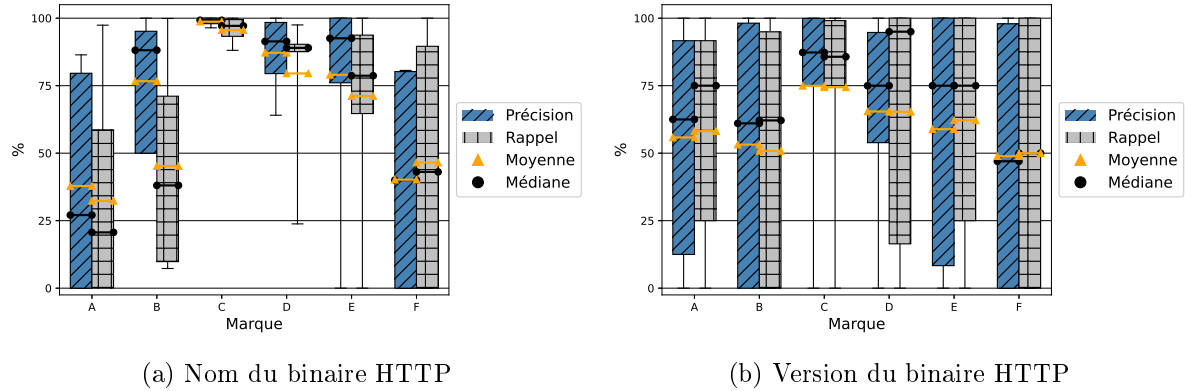 100
75
50
25
0
%
A B C D E F
Marque
Précision
Rappel
Moyenne
Médiane
(a) Nom du binaire HTTP
100
75
50
25
0
%
A B C D E F
Marque
Précision
Rappel
Moyenne
Médiane
(b) Version du binaire HTTP